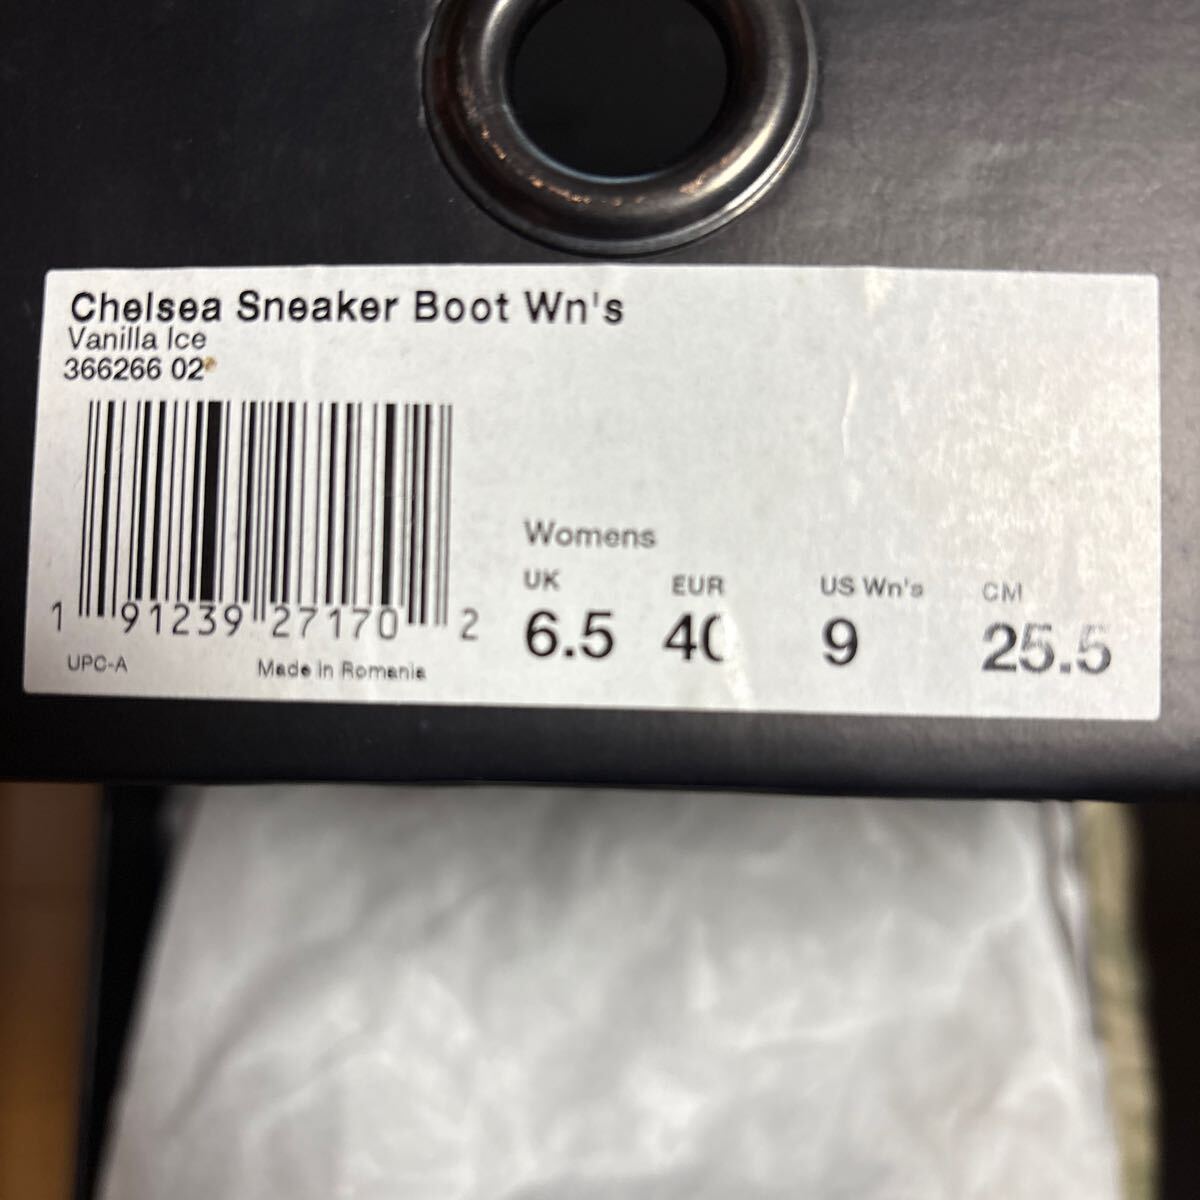 Chelsea Sneaker Boot Wn's
Vanilla Ice
366266 02
1 91239 27170 2
UPC-A
Made in Romania
Womens
UK EUR US Wn's CM
6.5 40 9 25.5